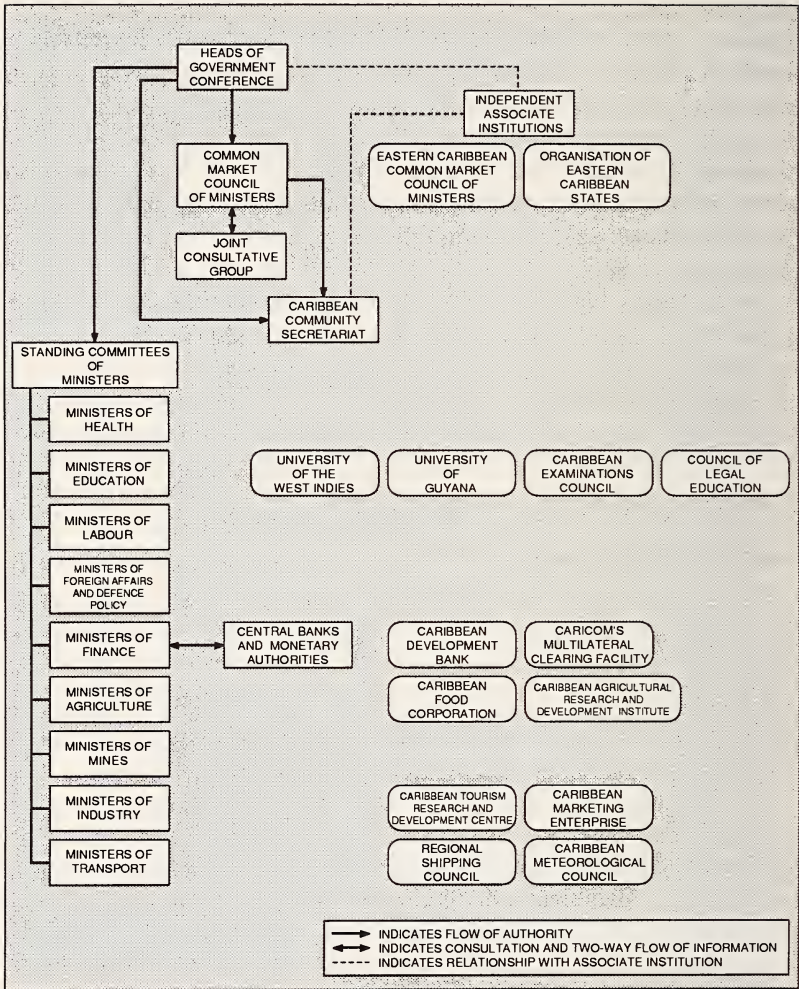 HEADS OF
GOVERNMENT
CONFERENCE
INDEPENDENT
ASSOCIATE
INSTITUTIONS
COMMON
MARKET
COUNCIL
OF MINISTERS
EASTERN CARIBBEAN
COMMON MARKET
COUNCIL OF
MINISTERS
ORGANISATION OF
EASTERN
CARIBBEAN
STATES
JOINT
CONSULTATIVE
GROUP
CARIBBEAN
COMMUNITY
SECRETARIAT
STANDING COMMITTEES
OF
MINISTERS
MINISTERS OF
HEALTH
MINISTERS OF
EDUCATION
UNIVERSITY
OF THE
WEST INDIES
UNIVERSITY
OF
GUYANA
CARIBBEAN
EXAMINATIONS
COUNCIL
COUNCIL OF
LEGAL
EDUCATION
MINISTERS OF
LABOUR
MINISTERS OF
FOREIGN AFFAIRS
AND DEFENCE
POLICY
MINISTERS OF
FINANCE
CENTRAL BANKS
AND MONETARY
AUTHORITIES
CARIBBEAN
DEVELOPMENT
BANK
CARICOM'S
MULTILATERAL
CLEARING FACILITY
MINISTERS OF
AGRICULTURE
CARIBBEAN
FOOD
CORPORATION
CARIBBEAN AGRICULTURAL
RESEARCH AND
DEVELOPMENT INSTITUTE
MINISTERS OF
MINES
MINISTERS OF
INDUSTRY
CARIBBEAN TOURISM
RESEARCH AND
DEVELOPMENT CENTRE
CARIBBEAN
MARKETING
ENTERPRISE
MINISTERS OF
TRANSPORT
REGIONAL
SHIPPING
COUNCIL
CARIBBEAN
METEOROLOGICAL
COUNCIL
INDICATES FLOW OF AUTHORITY
INDICATES CONSULTATION AND TWO-WAY FLOW OF INFORMATION
INDICATES RELATIONSHIP WITH ASSOCIATE INSTITUTION